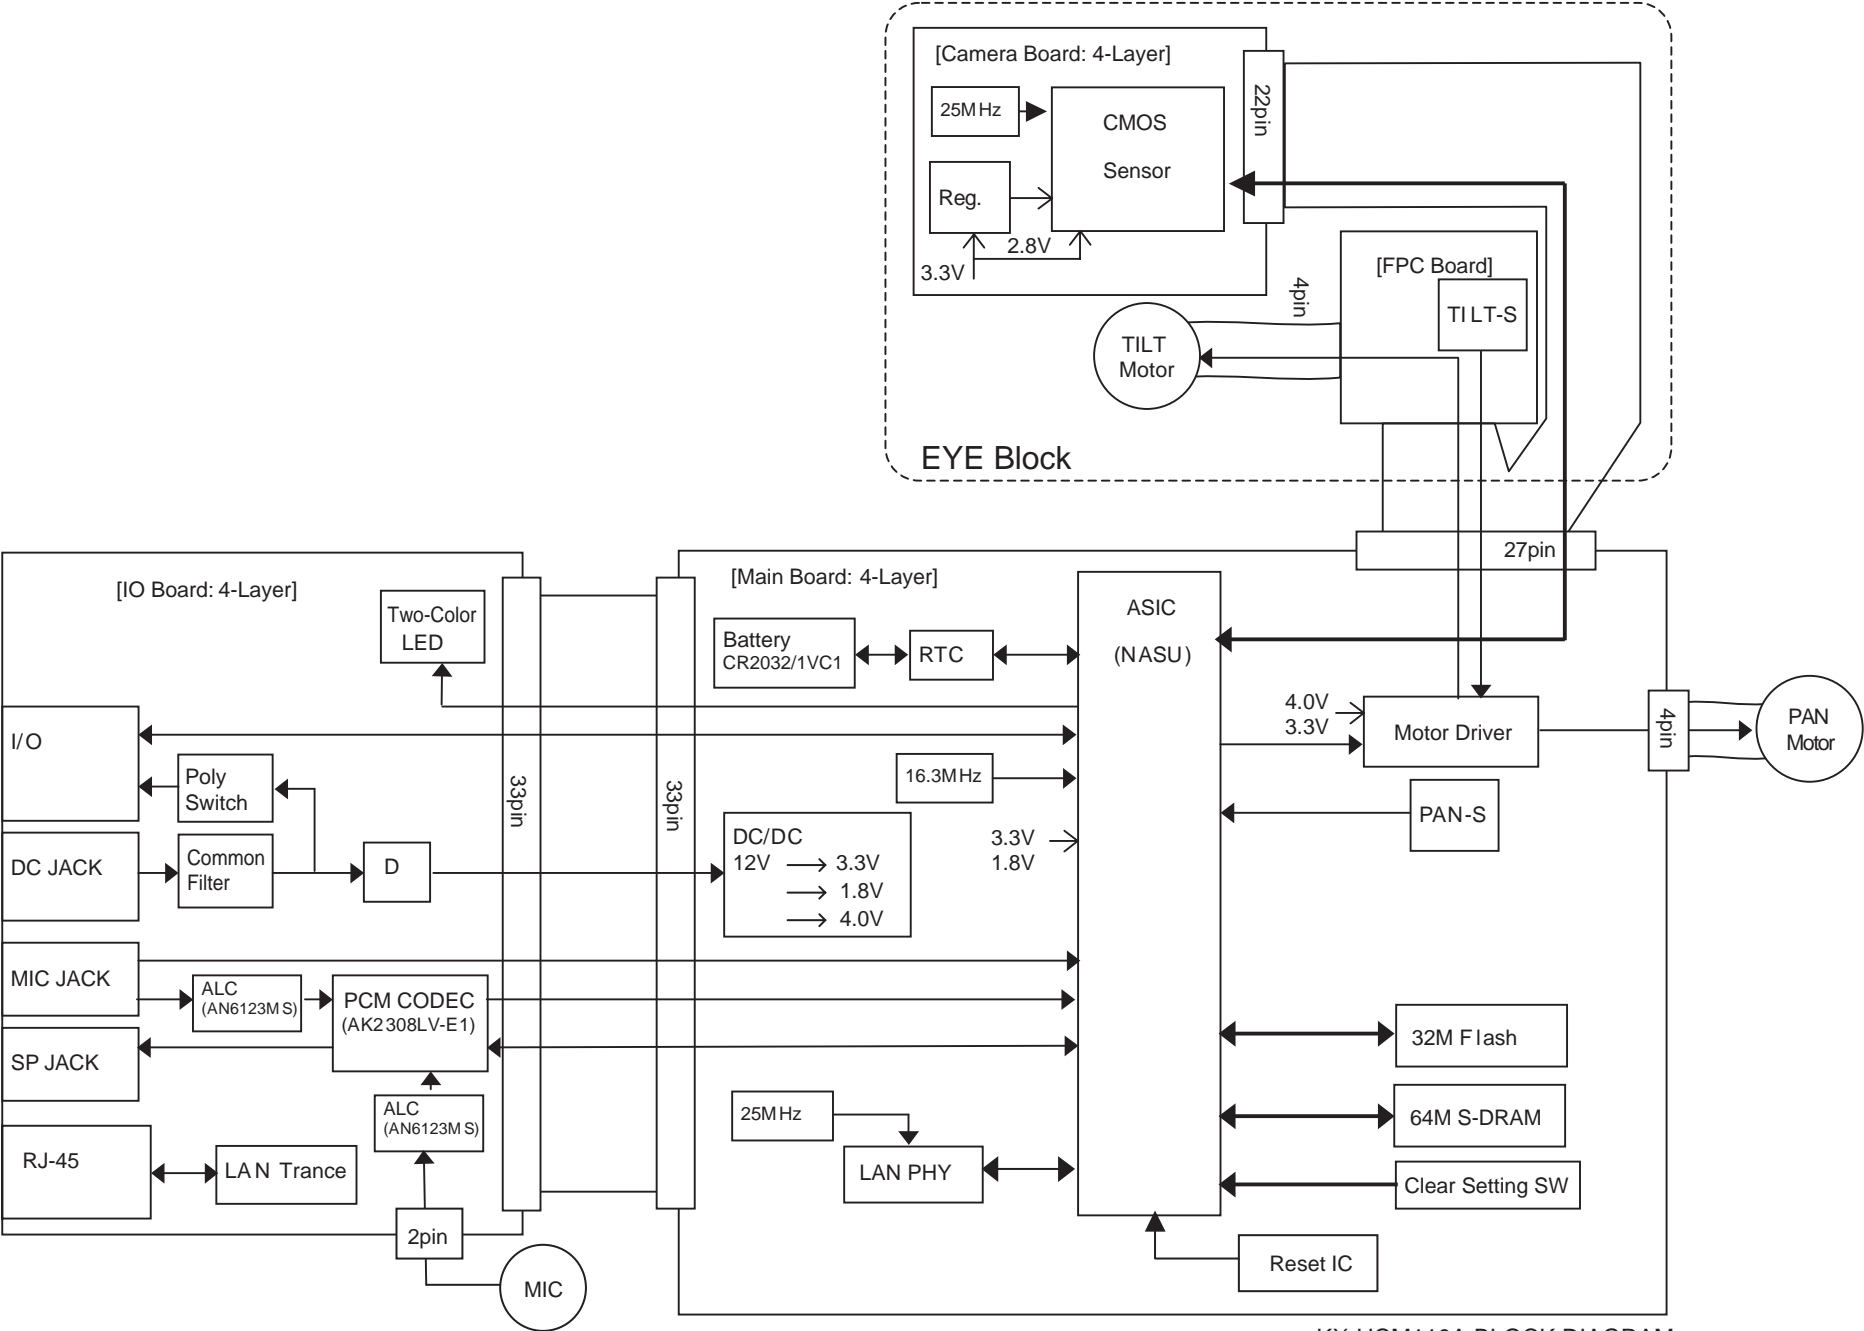 [Camera Board: 4-Layer]
25MHz
CMOS
Sensor
22pin
Reg.
2.8V
3.3V
[FPC Board]
4pin
TILT-S
TILT
Motor
EYE Block
27pin
[IO Board: 4-Layer]
Two-Color
LED
[Main Board: 4-Layer]
ASIC
(NASU)
Battery
CR2032/1VC1
RTC
4.0V
3.3V
Motor Driver
4pin
PAN
Motor
I/O
Poly
Switch
33pin
33pin
16.3MHz
PAN-S
DC JACK
Common
Filter
D
DC/DC
12V
3.3V
1.8V
4.0V
3.3V
1.8V
MIC JACK
ALC
(AN6123MS)
PCM CODEC
(AK2308LV-E1)
SP JACK
32M Flash
ALC
(AN6123MS)
25MHz
64M S-DRAM
RJ-45
LAN Trance
LAN PHY
Clear Setting SW
2pin
Reset IC
MIC